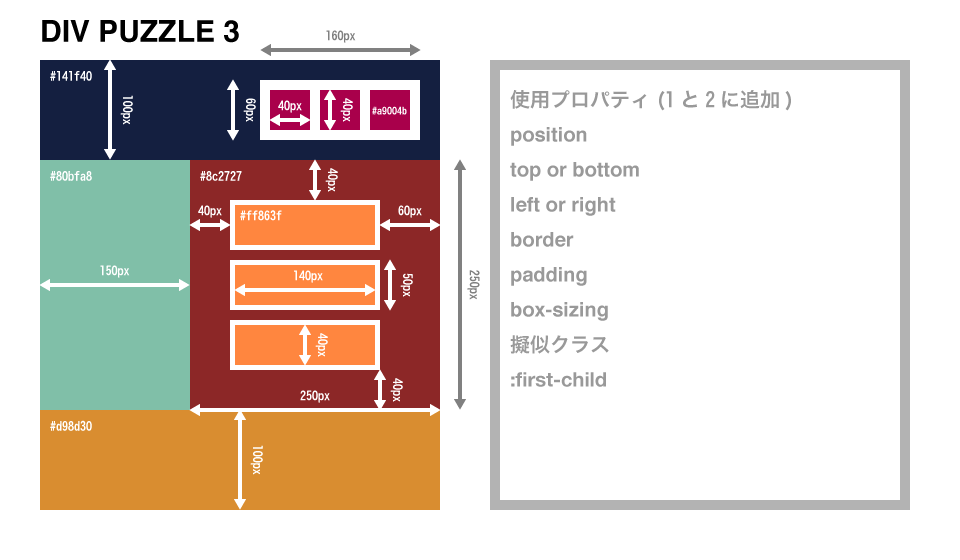 DIV PUZZLE 3
160px
#141f40
100px
60px
40px
40px
#a9004b
#80bfa8
#8c2727
40px
40px
#ff863f
60px
150px
140px
50px
250px
40px
40px
250px
#d98d30
100px
使用プロパティ (1 と 2 に追加 )
position
top or bottom
left or right
border
padding
box-sizing
擬似クラス
:first-child